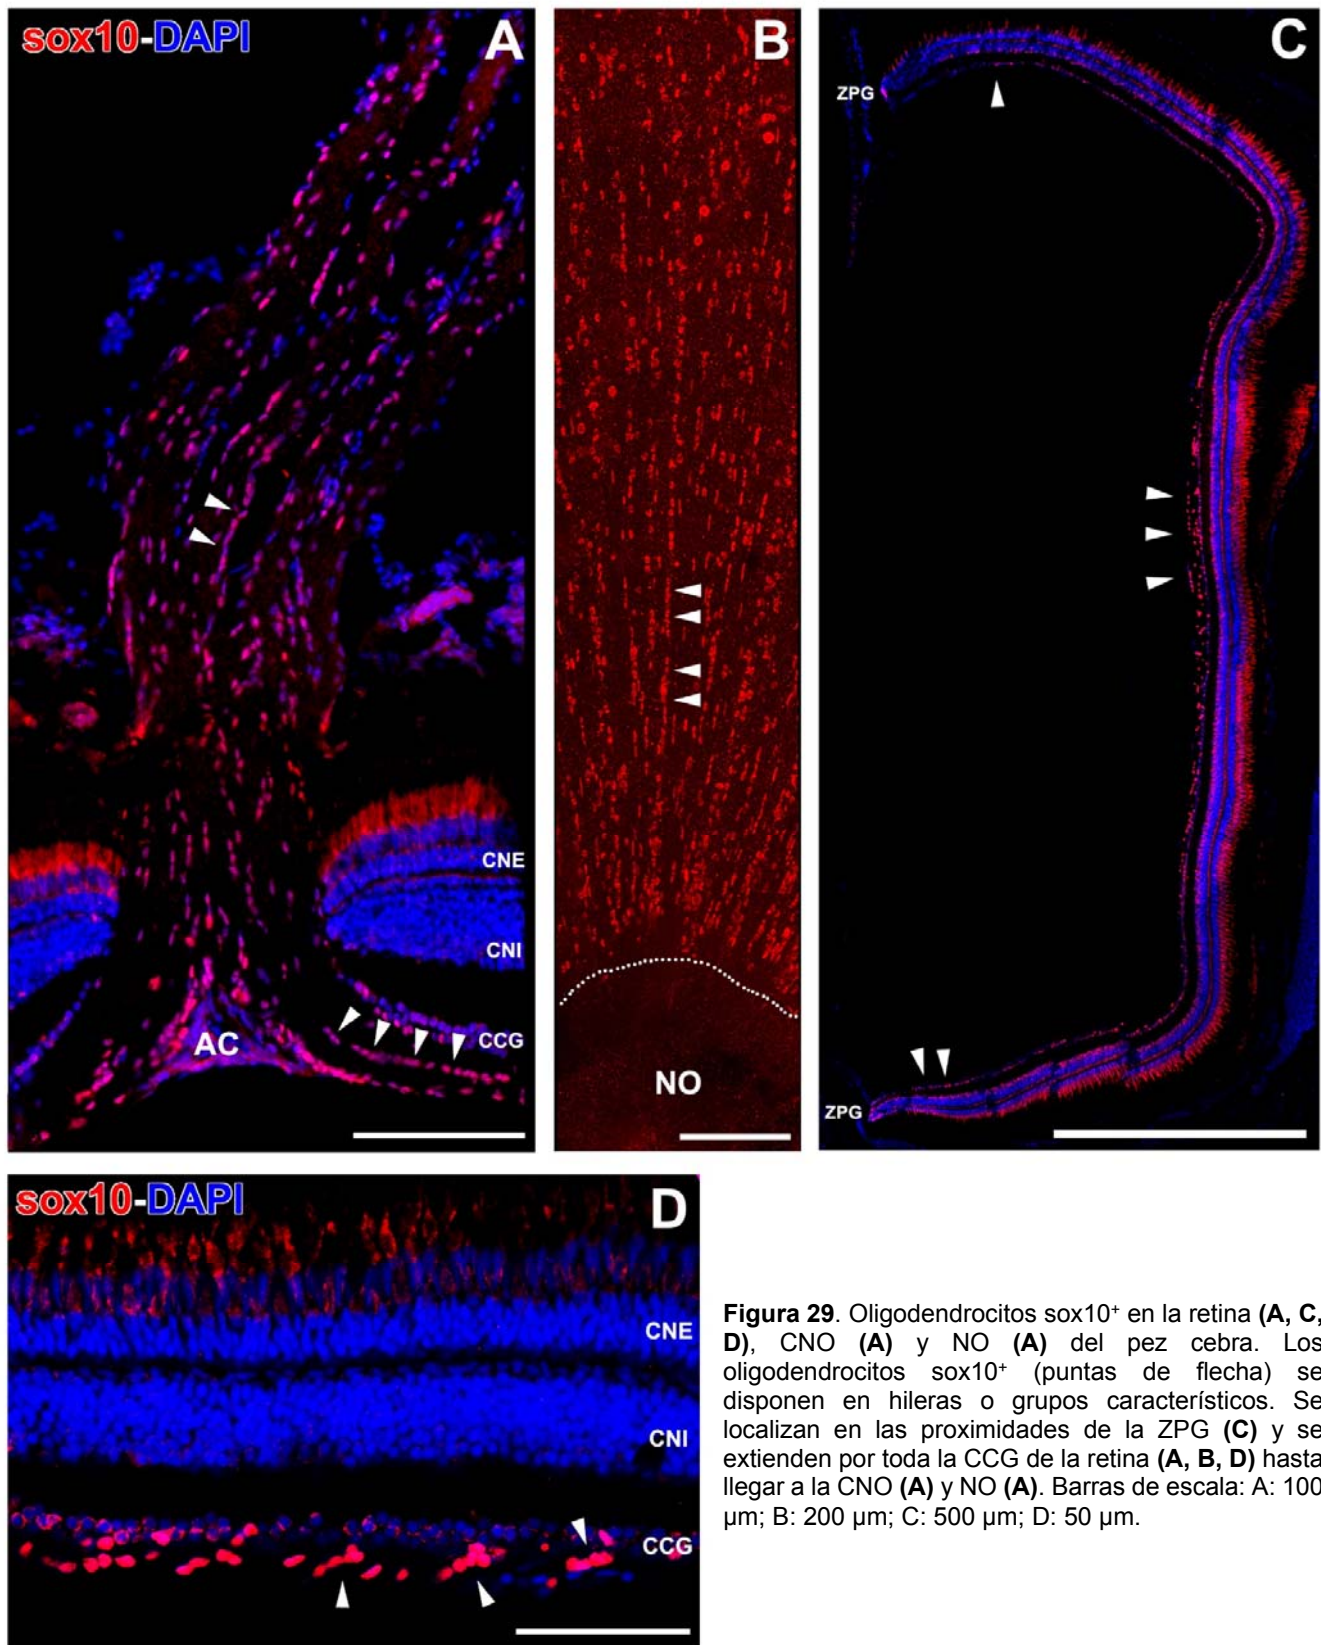 sox10-DAPI
A
CNE
CNI
CCG
AC
B
NO
C
ZPG
ZPG
sox10-DAPI
D
CNE
CNI
CCG
Figura 29. Oligodendrocitos sox10⁺ en la retina (A, C,
D), CNO (A) y NO (A) del pez cebra. Los
oligodendrocitos sox10⁺ (puntas de flecha) se
disponen en hileras o grupos característicos. Se
localizan en las proximidades de la ZPG (C) y se
extienden por toda la CCG de la retina (A, B, D) hasta
llegar a la CNO (A) y NO (A). Barras de escala: A: 100
µm; B: 200 µm; C: 500 µm; D: 50 µm.